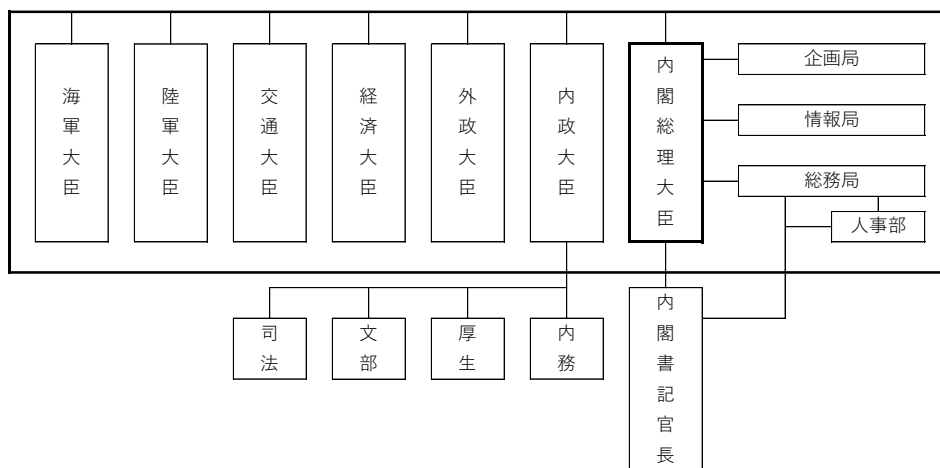 海軍大臣
陸軍大臣
交通大臣
経済大臣
外政大臣
内政大臣
内閣総理大臣
企画局
情報局
総務局
人事部
司法
文部
厚生
内務
内閣書記官長